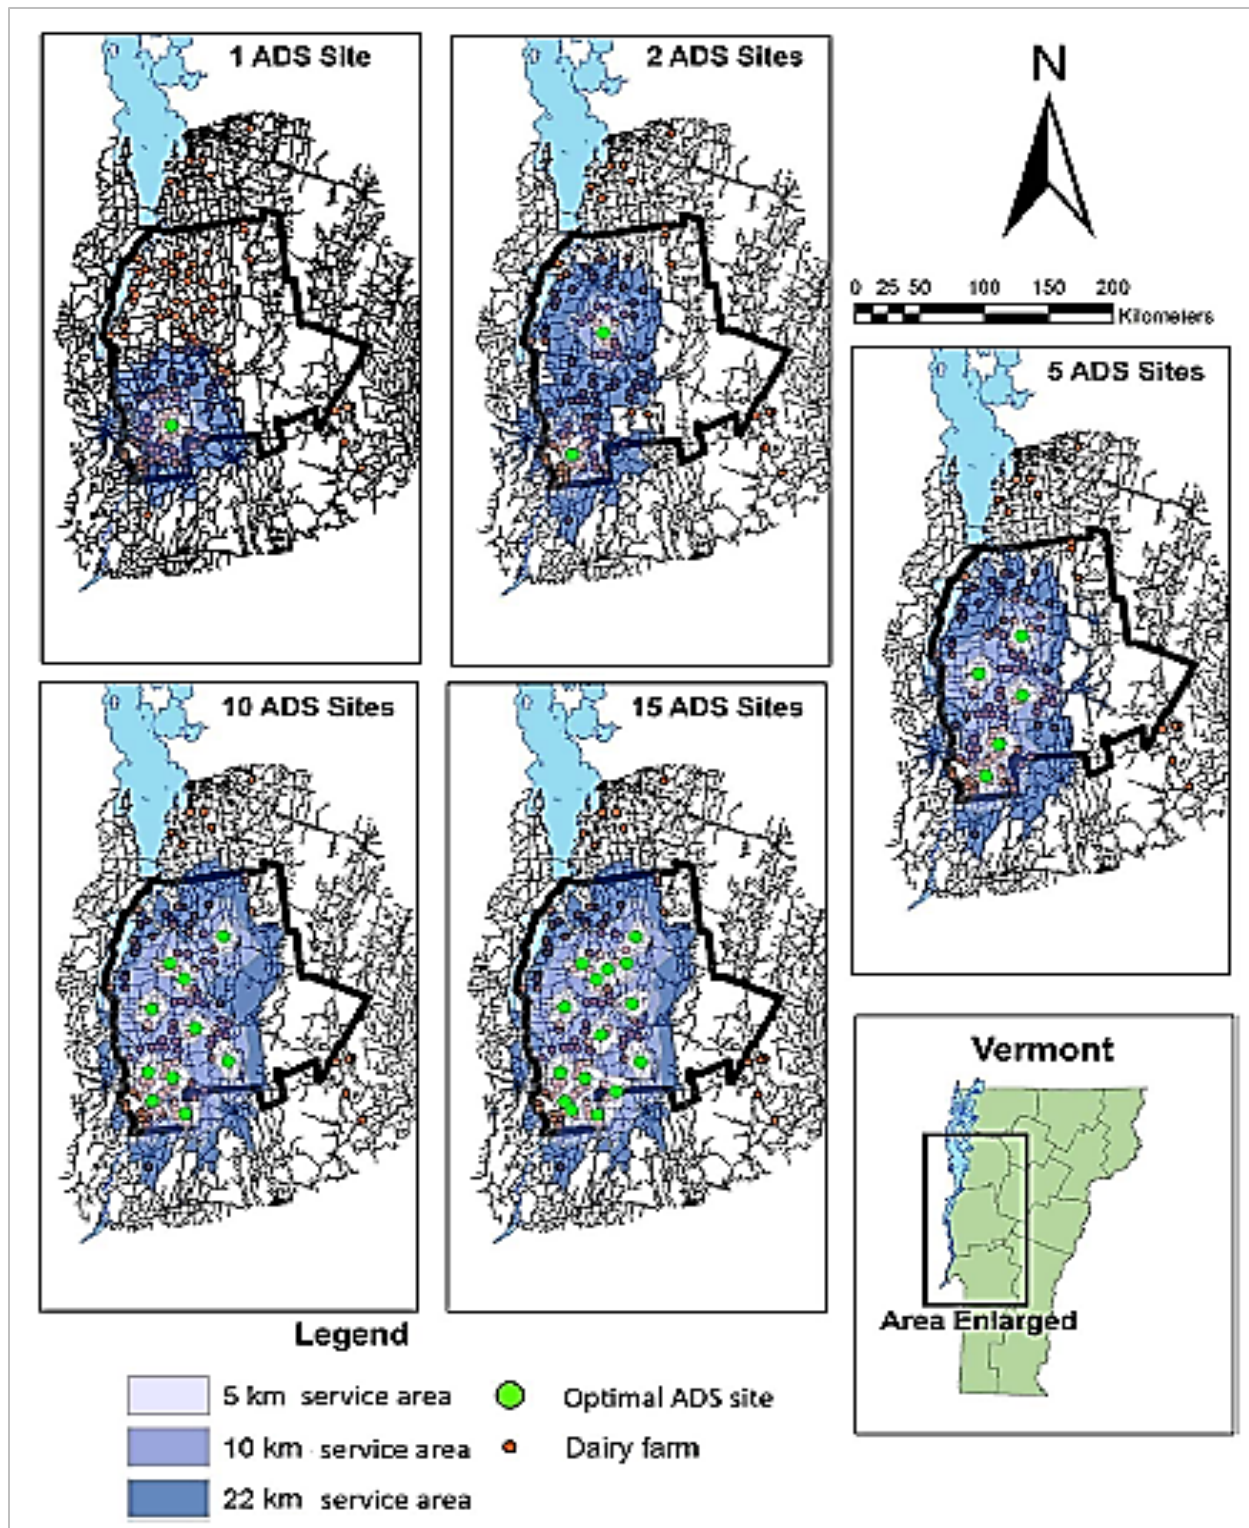 1 ADS Site
2 ADS Sites
N
0 25 50 100 150 200
Kilometers
5 ADS Sites
10 ADS Sites
15 ADS Sites
Vermont
Area Enlarged
Legend
5 km service area
Optimal ADS site
10 km service area
Dairy farm
22 km service area